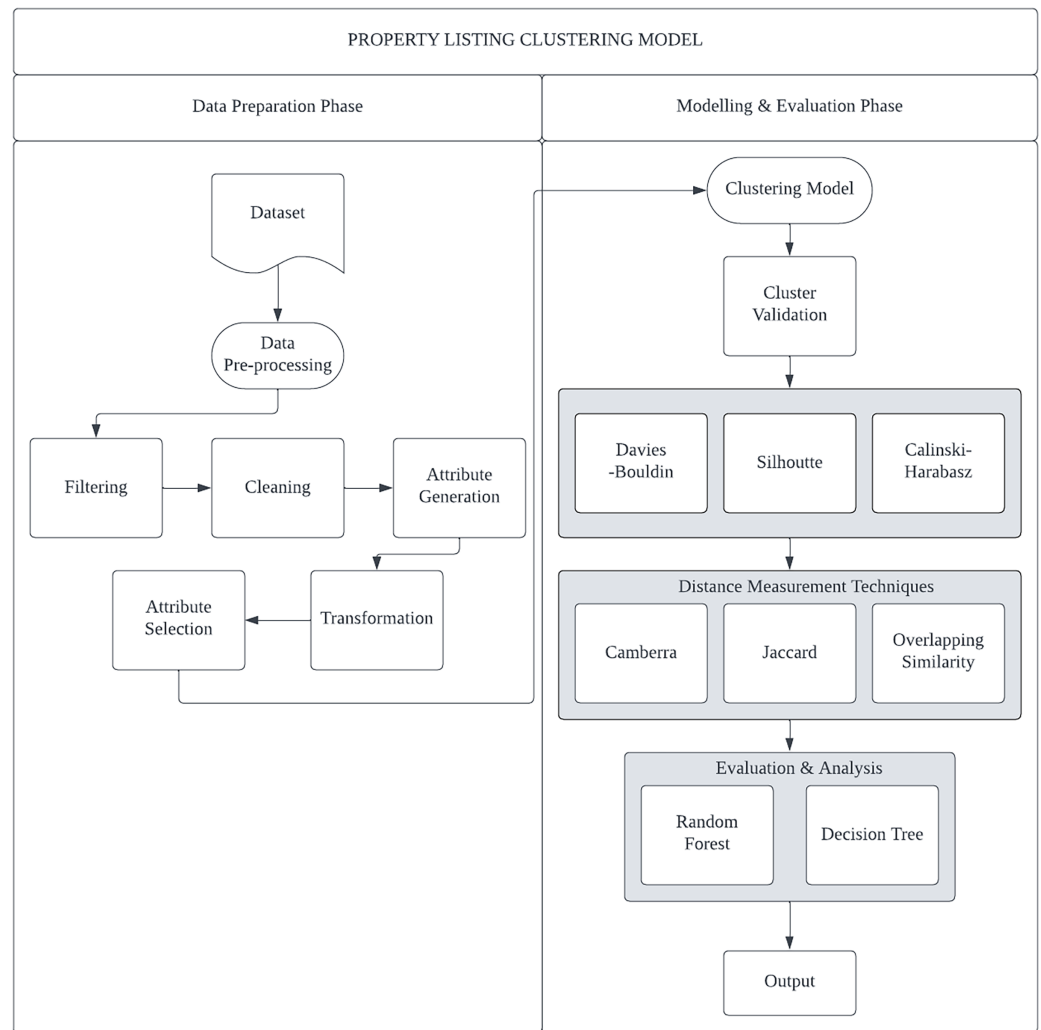 PROPERTY LISTING CLUSTERING MODEL
Data Preparation Phase
Modelling & Evaluation Phase
Dataset
Data
Pre-processing
Filtering
Cleaning
Attribute
Generation
Transformation
Attribute
Selection
Clustering Model
Cluster
Validation
Davies
-Bouldin
Silhoutte
Calinski-
Harabasz
Distance Measurement Techniques
Camberra
Jaccard
Overlapping
Similarity
Evaluation & Analysis
Random
Forest
Decision Tree
Output